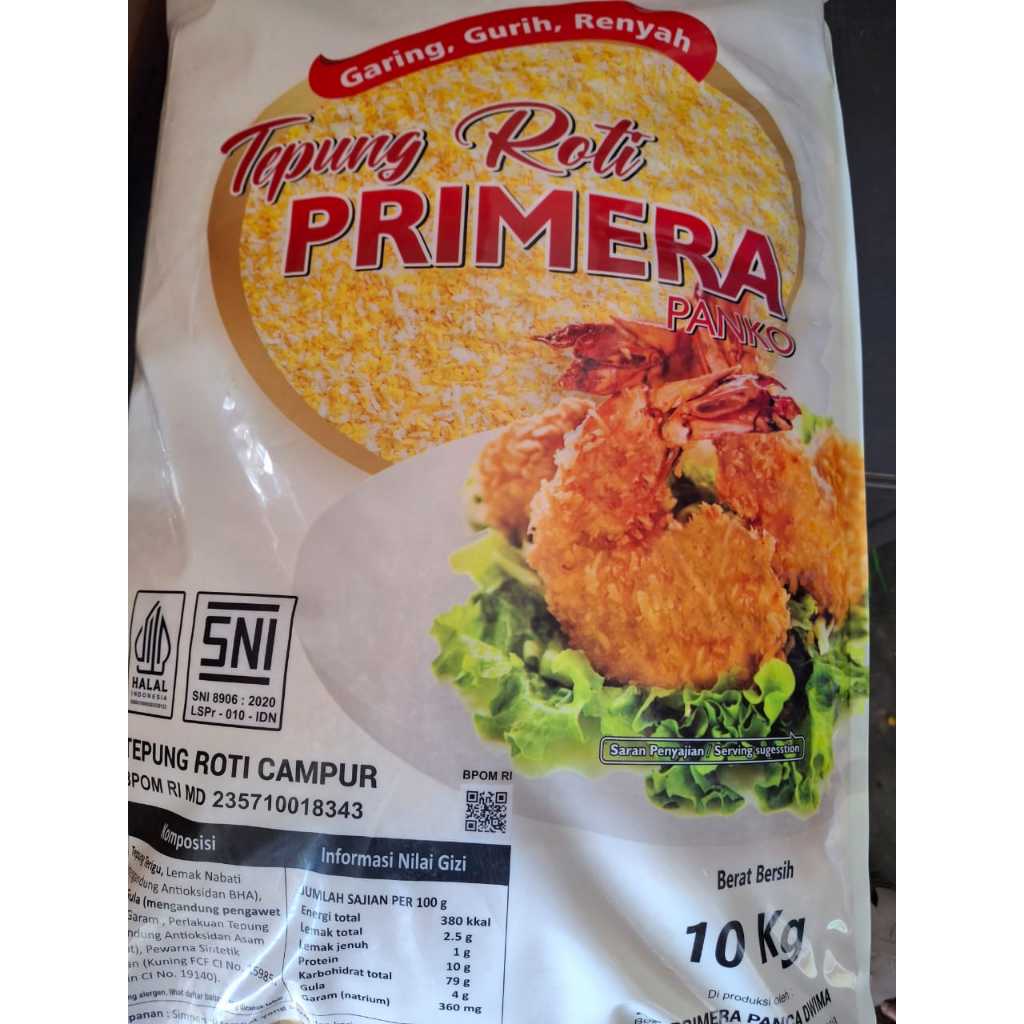 Garing, Gurih, Renyah
Tepung Roti
PRIMERA
PANKO
HALAL
INDONESIA
SNI
SNI 8906 : 2020
LSPr - 010 - IDN
Saran Penyajian / Serving sugesstion
TEPUNG ROTI CAMPUR
BPOM RI MD 235710018343
BPOM RI
Komposisi
Tepung Terigu, Lemak Nabati
Antioksidan BHA),
(mengandung pengawet
Garam , Perlakuan Tepung
Antioksidan Asam
Pewarna Sintetik
(Kuning FCF CI No. 15985,
CI No. 19140).
Informasi Nilai Gizi
JUMLAH SAJIAN PER 100 g
Energi total 380 kkal
Lemak total 2.5 g
Lemak jenuh 1 g
Protein 10 g
Karbohidrat total 79 g
Gula 4 g
Garam (natrium) 360 mg
Berat Bersih
10 Kg
Di produksi oleh :
PRIMERA PANCA DWIMA